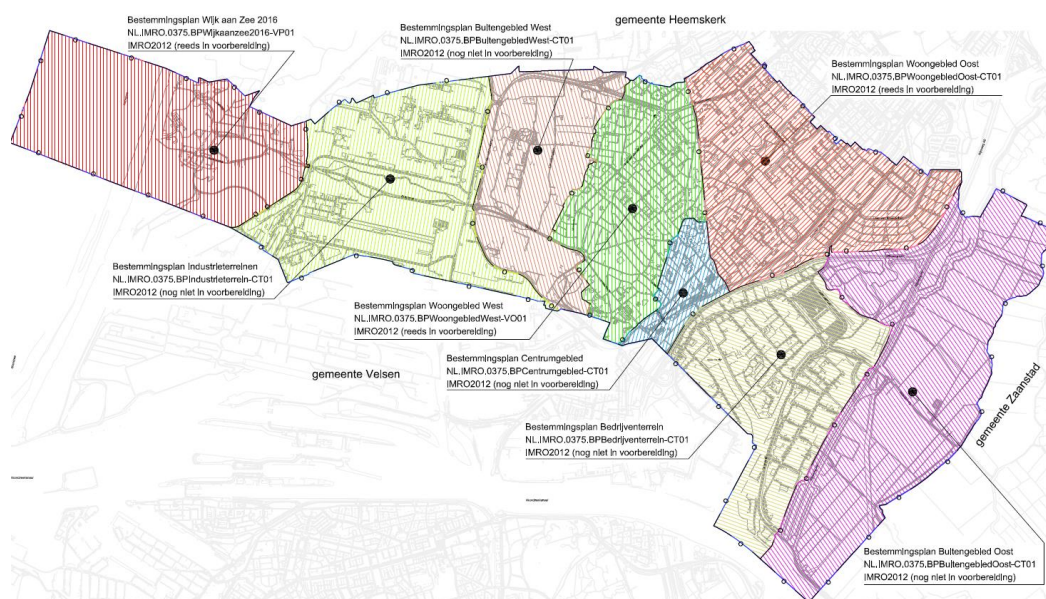 Bestemmingsplan Wijk aan Zee 2016
NL.IMRO.0375.BPWijkaanzee2016-VP01
IMRO2012 (reeds in voorbereiding)
Bestemmingsplan Buitengebied West
NL.IMRO.0375.BPBuitengebiedWest-CT01
IMRO2012 (nog niet in voorbereiding)
gemeente Heemskerk
Bestemmingsplan Woongebied Oost
NL.IMRO.0375.BPWoongebiedOost-CT01
IMRO2012 (reeds in voorbereiding)
Bestemmingsplan Industrieterreinen
NL.IMRO.0375.BPIndustrieterrein-CT01
IMRO2012 (nog niet in voorbereiding)
Bestemmingsplan Woongebied West
NL.IMRO.0375.BPWoongebiedWest-VO01
IMRO2012 (reeds in voorbereiding)
gemeente Velsen
Bestemmingsplan Centrumgebied
NL.IMRO.0375.BPCentrumgebied-CT01
IMRO2012 (nog niet in voorbereiding)
gemeente Zaanstad
Bestemmingsplan Bedrijventerrein
NL.IMRO.0375.BPBedrijventerrein-CT01
IMRO2012 (nog niet in voorbereiding)
Bestemmingsplan Buitengebied Oost
NL.IMRO.0375.BPBuitengebiedOost-CT01
IMRO2012 (nog niet in voorbereiding)